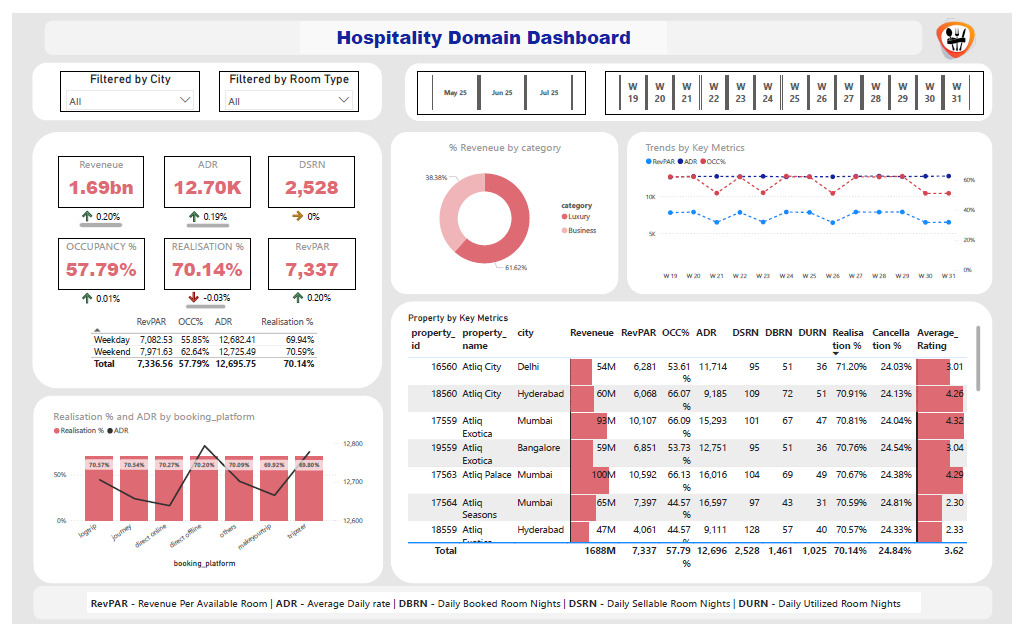 Hospitality Domain Dashboard
Filtered by City
All
Filtered by Room Type
All
May 25 Jun 25 Jul 25
W 19 W 20 W 21 W 22 W 23 W 24 W 25 W 26 W 27 W 28 W 29 W 30 W 31
Reveneue
1.69bn
0.20%
ADR
12.70K
0.19%
DSRN
2,528
0%
OCCUPANCY %
57.79%
0.01%
REALISATION %
70.14%
-0.03%
RevPAR
7,337
0.20%
RevPAR OCC% ADR Realisation %
Weekday 7,082.53 55.85% 12,682.41 69.94%
Weekend 7,971.63 62.64% 12,725.49 70.59%
Total 7,336.56 57.79% 12,695.75 70.14%
% Reveneue by category
38.38%
61.62%
category
Luxury
Business
Trends by Key Metrics
RevPAR ADR OCC%
10K
5K
60%
40%
20%
0%
W 19 W 20 W 21 W 22 W 23 W 24 W 25 W 26 W 27 W 28 W 29 W 30 W 31
Realisation % and ADR by booking_platform
Realisation % ADR
50%
0%
12,800
12,700
12,600
70.57% 70.54% 70.27% 70.20% 70.09% 69.92% 69.80%
logtrip journey direct online direct offline others makeyourtrip tripster
booking_platform
Property by Key Metrics
property_ property_ city Reveneue RevPAR OCC% ADR DSRN DBRN DURN Realisa Cancella Average_
id name tion % tion % Rating
16560 Atliq City Delhi 54M 6,281 53.61 11,714 95 51 36 71.20% 24.03% 3.01
%
18560 Atliq City Hyderabad 60M 6,068 66.07 9,185 109 72 51 70.91% 24.13% 4.26
%
17559 Atliq Mumbai 93M 10,107 66.09 15,293 101 67 47 70.81% 24.04% 4.32
Exotica %
19559 Atliq Bangalore 59M 6,851 53.73 12,751 95 51 36 70.76% 24.54% 3.04
Exotica %
17563 Atliq Palace Mumbai 100M 10,592 66.13 16,016 104 69 49 70.67% 24.38% 4.29
%
17564 Atliq Mumbai 65M 7,397 44.57 16,597 97 43 31 70.59% 24.81% 2.30
Seasons %
18559 Atliq Hyderabad 47M 4,061 44.57 9,111 128 57 40 70.57% 24.33% 2.33
Exotica %
Total 1688M 7,337 57.79 12,696 2,528 1,461 1,025 70.14% 24.84% 3.62
%
RevPAR - Revenue Per Available Room | ADR - Average Daily rate | DBRN - Daily Booked Room Nights | DSRN - Daily Sellable Room Nights | DURN - Daily Utilized Room Nights